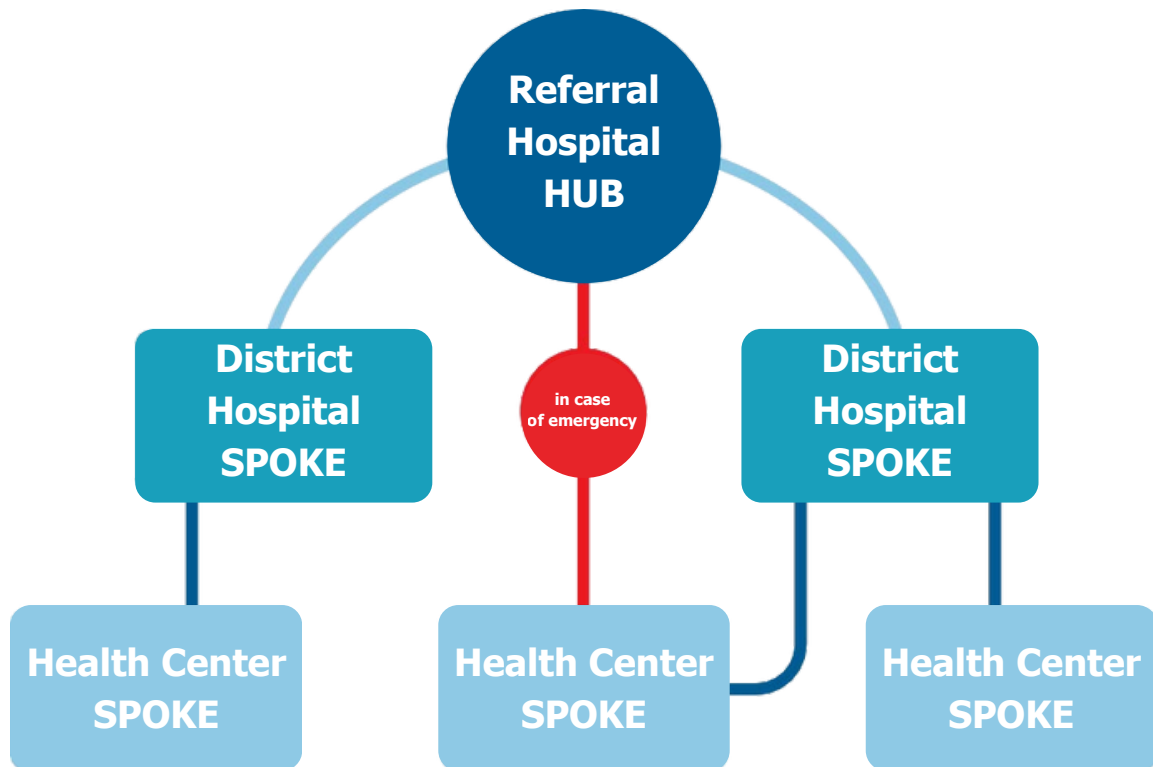 Referral
Hospital
HUB
District
Hospital
SPOKE
in case
of emergency
District
Hospital
SPOKE
Health Center
SPOKE
Health Center
SPOKE
Health Center
SPOKE